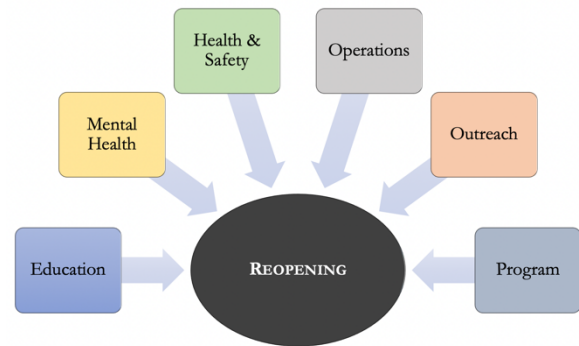 Health &
Safety
Operations
Mental
Health
Outreach
Education
REOPENING
Program